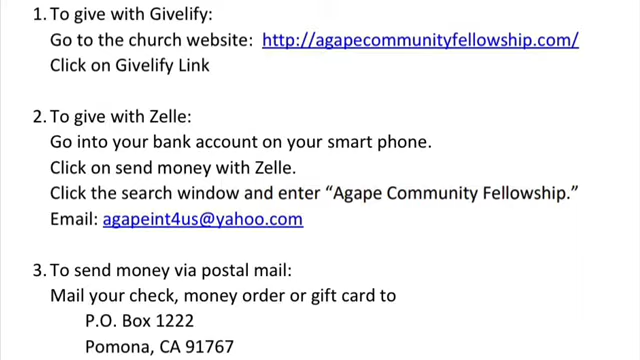 1. To give with Givelify:
Go to the church website: http://agapecommunityfellowship.com/
Click on Givelify Link
2. To give with Zelle:
Go into your bank account on your smart phone.
Click on send money with Zelle.
Click the search window and enter “Agape Community Fellowship.”
Email: agapeint4us@yahoo.com
3. To send money via postal mail:
Mail your check, money order or gift card to
P.O. Box 1222
Pomona, CA 91767